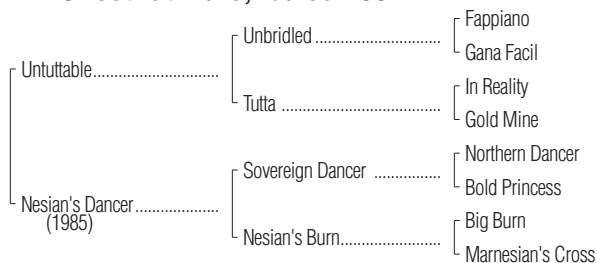 Fappiano
Unbridled
Gana Facil
Untuttable
In Reality
Tutta
Gold Mine
Northern Dancer
Sovereign Dancer
Bold Princess
Nesian's Dancer
(1985)
Big Burn
Nesian's Burn
Marnesian's Cross